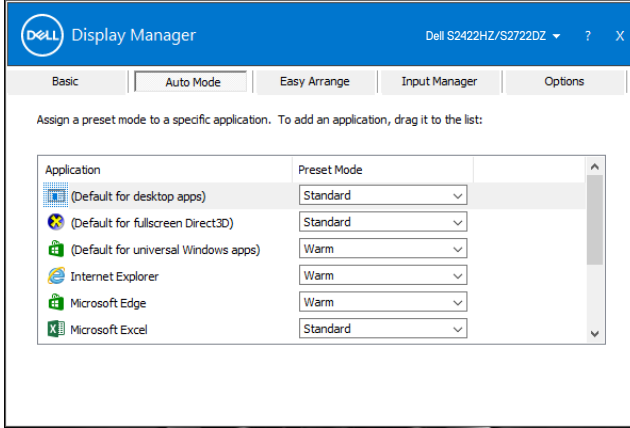 DELL Display Manager Dell S2422HZ/S2722DZ ? X
Basic Auto Mode Easy Arrange Input Manager Options
Assign a preset mode to a specific application. To add an application, drag it to the list:
Application Preset Mode
(Default for desktop apps) Standard
(Default for fullscreen Direct3D) Standard
(Default for universal Windows apps) Warm
Internet Explorer Warm
Microsoft Edge Warm
Microsoft Excel Standard